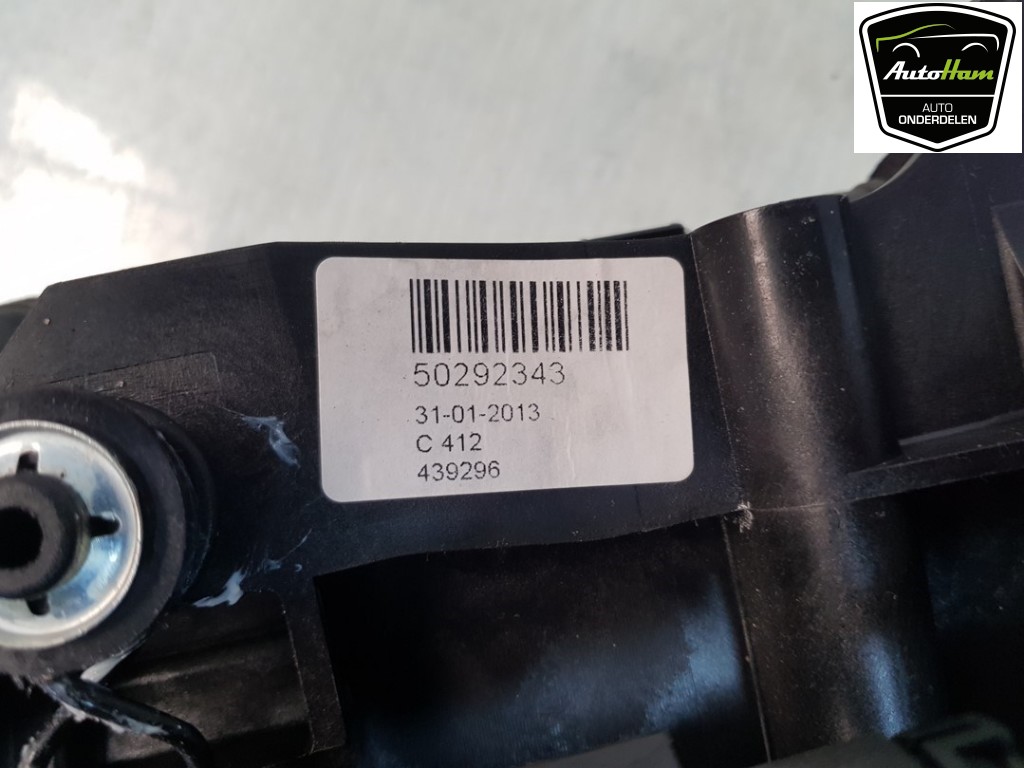 AutoHam
AUTO
ONDERDELEN
50292343
31-01-2013
C 412
439296